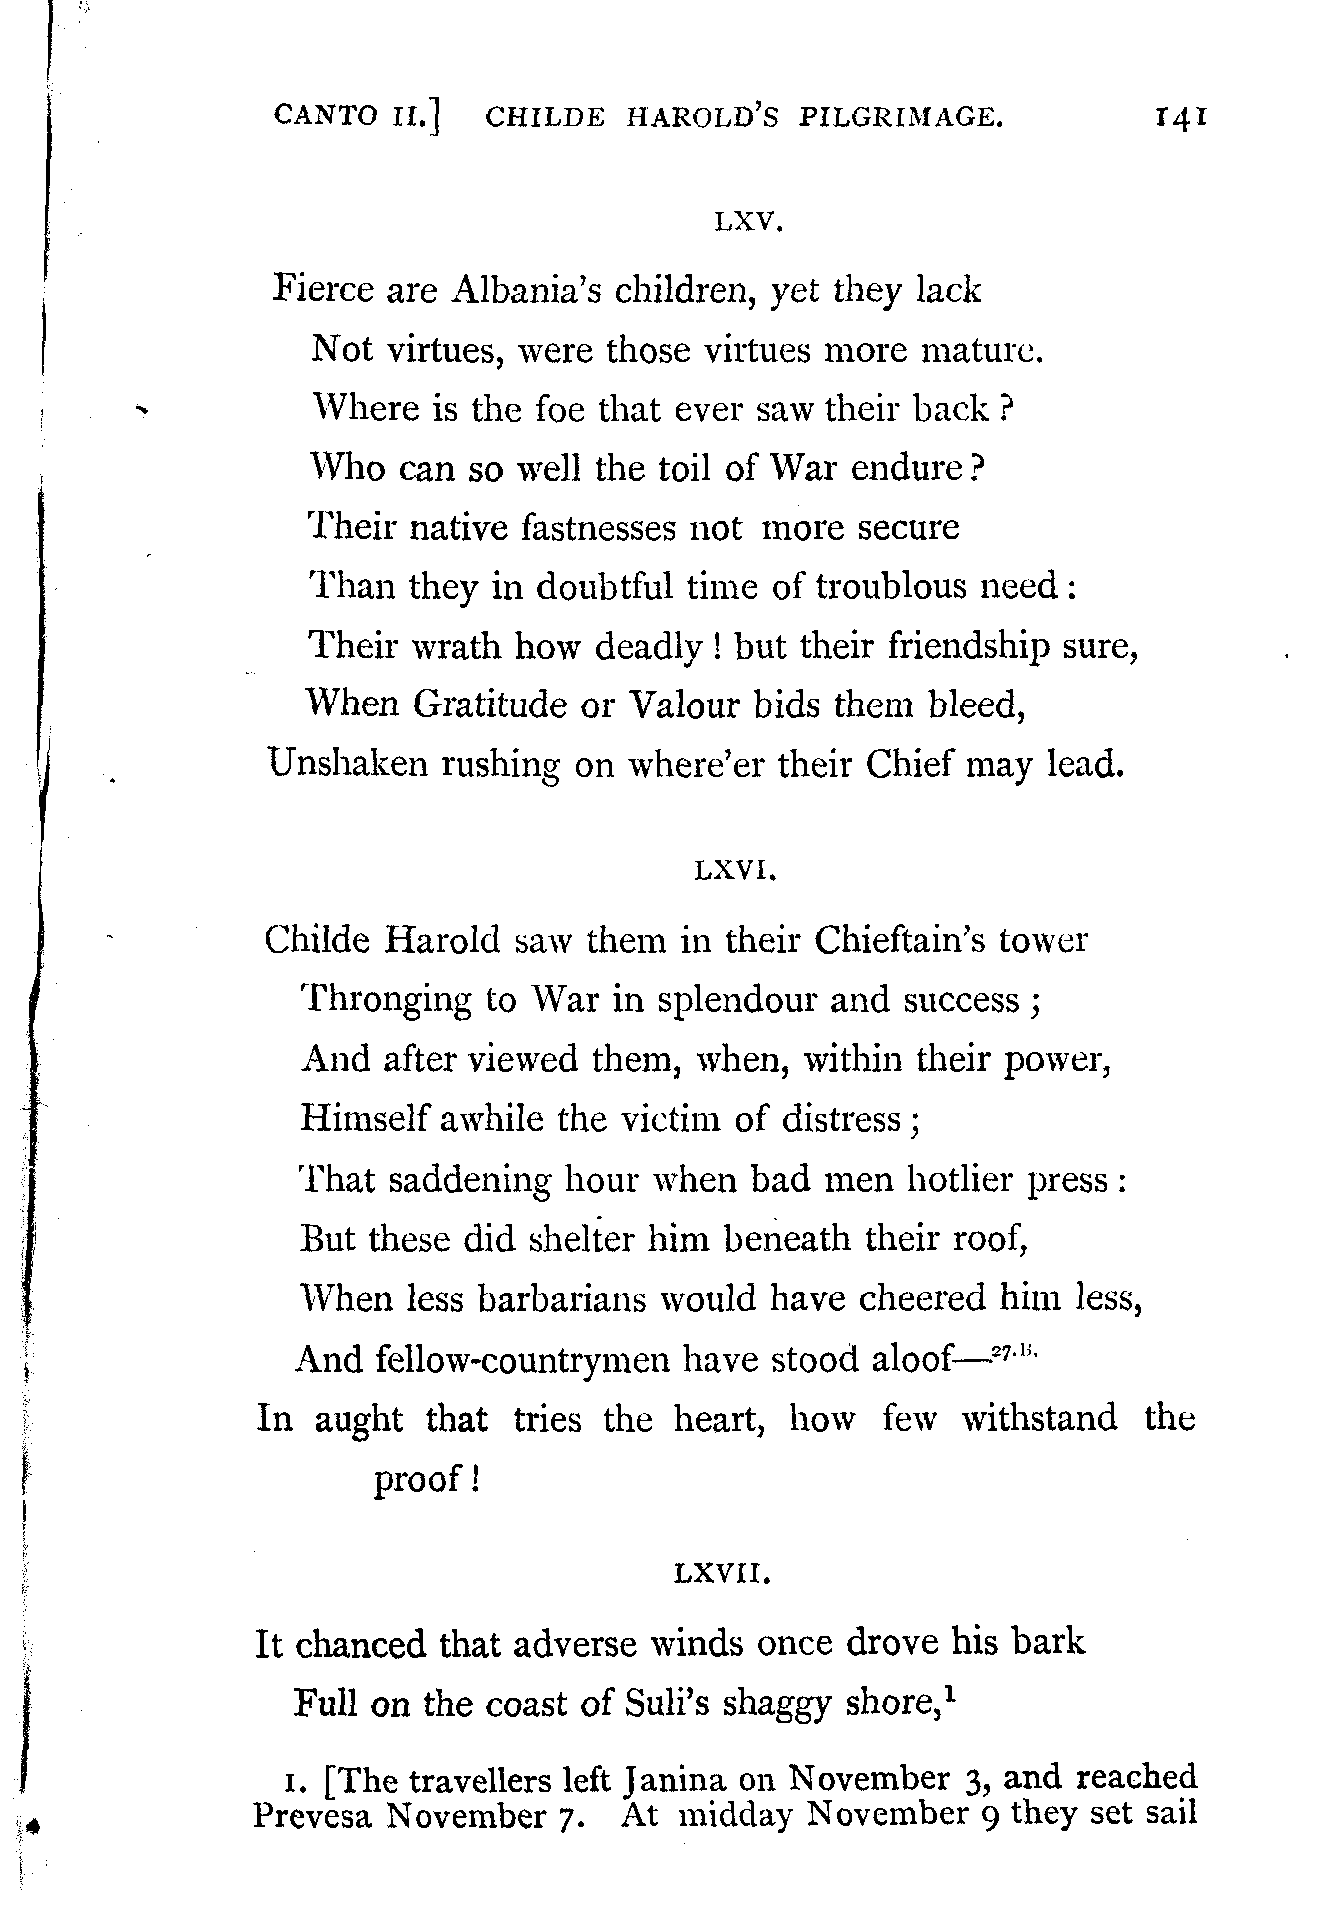 CANTO II.] CHILDE HAROLD'S PILGRIMAGE. 141
LXV.
Fierce are Albania's children, yet they lack
Not virtues, were those virtues more mature.
Where is the foe that ever saw their back ?
Who can so well the toil of War endure ?
Their native fastnesses not more secure
Than they in doubtful time of troublous need :
Their wrath how deadly ! but their friendship sure,
When Gratitude or Valour bids them bleed,
Unshaken rushing on where'er their Chief may lead.
LXVI.
Childe Harold saw them in their Chieftain's tower
Thronging to War in splendour and success ;
And after viewed them, when, within their power,
Himself awhile the victim of distress ;
That saddening hour when bad men hotlier press :
But these did shelter him beneath their roof,
When less barbarians would have cheered him less,
And fellow-countrymen have stood aloof—27.B.
In aught that tries the heart, how few withstand the
proof !
LXVII.
It chanced that adverse winds once drove his bark
Full on the coast of Suli's shaggy shore,1
1. [The travellers left Janina on November 3, and reached
Prevesa November 7. At midday November 9 they set sail